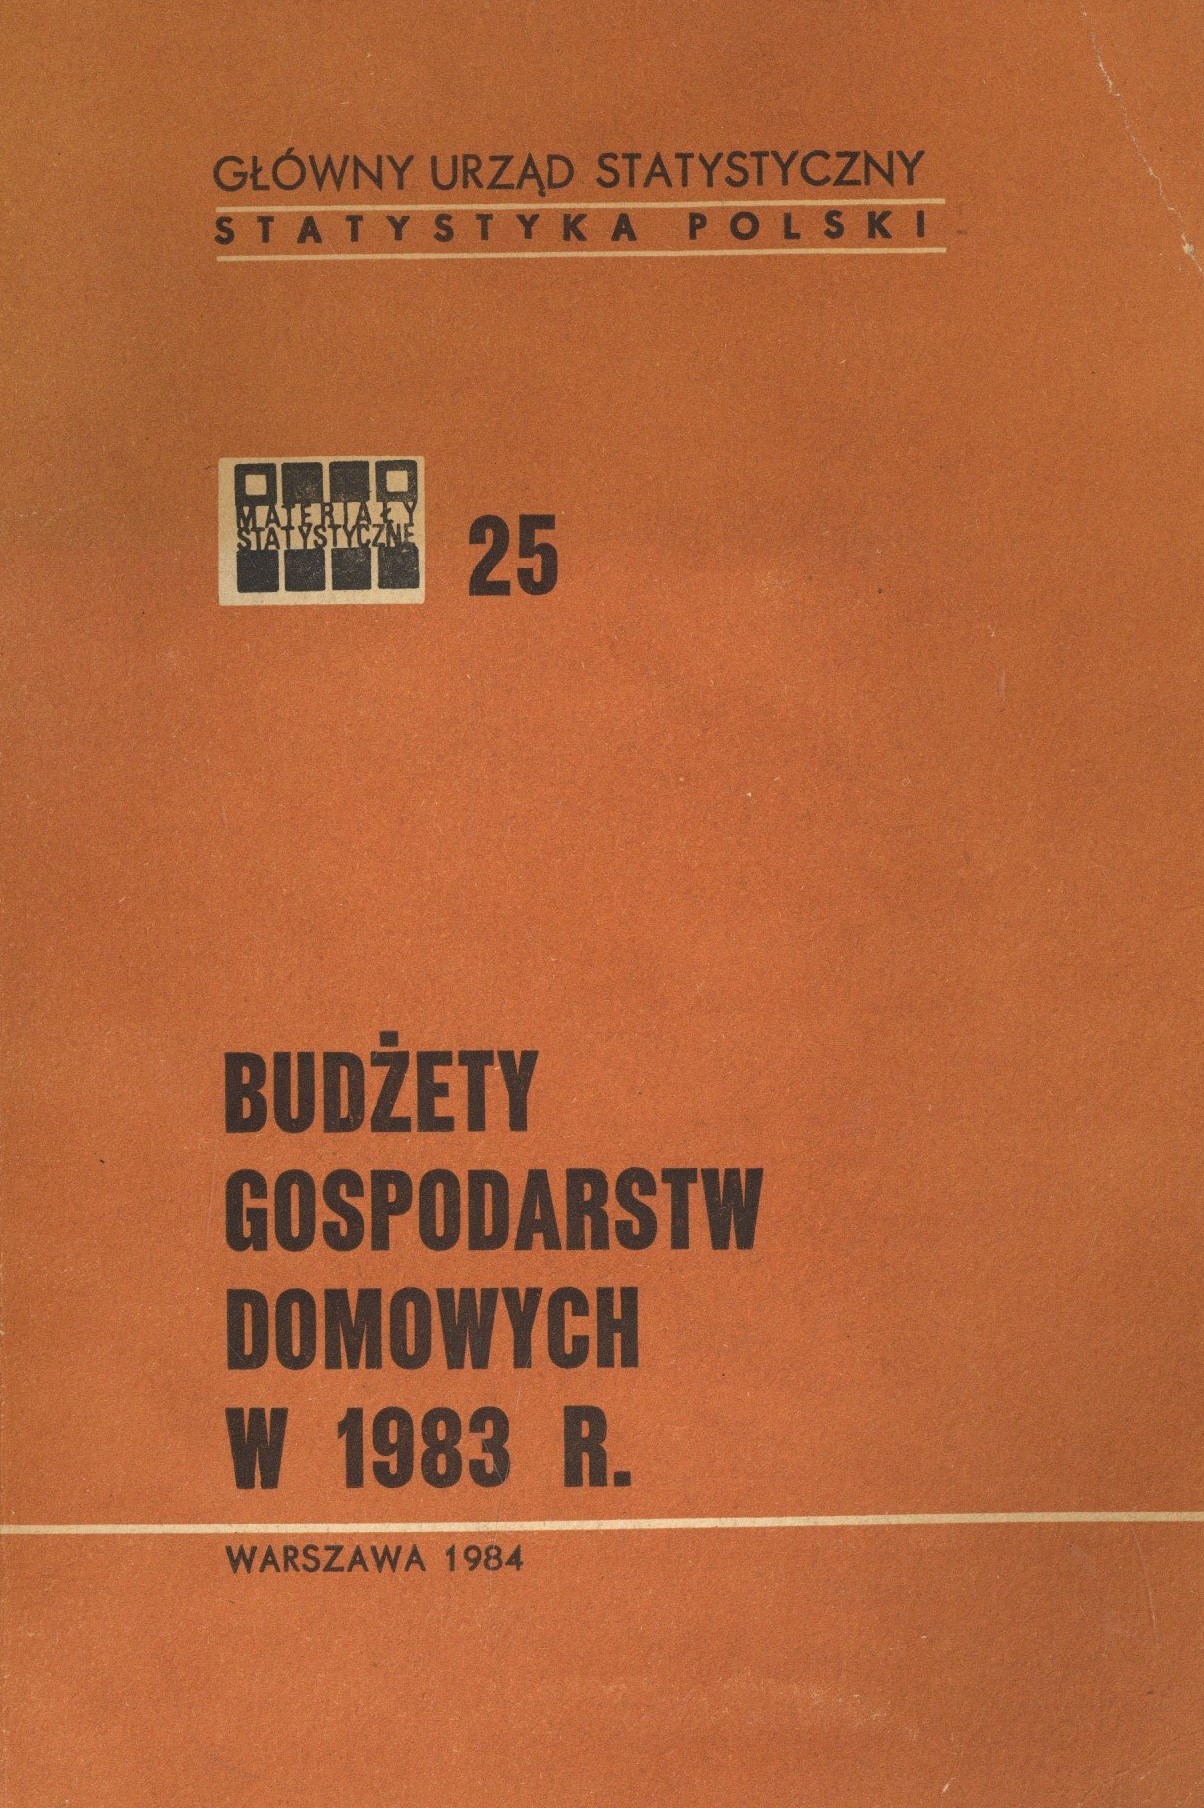 GŁÓWNY URZĄD STATYSTYCZNY
STATYSTYKA POLSKI
MATERIAŁY
STATYSTYCZNE
25
BUDŻETY
GOSPODARSTW
DOMOWYCH
W 1983 R.
WARSZAWA 1984